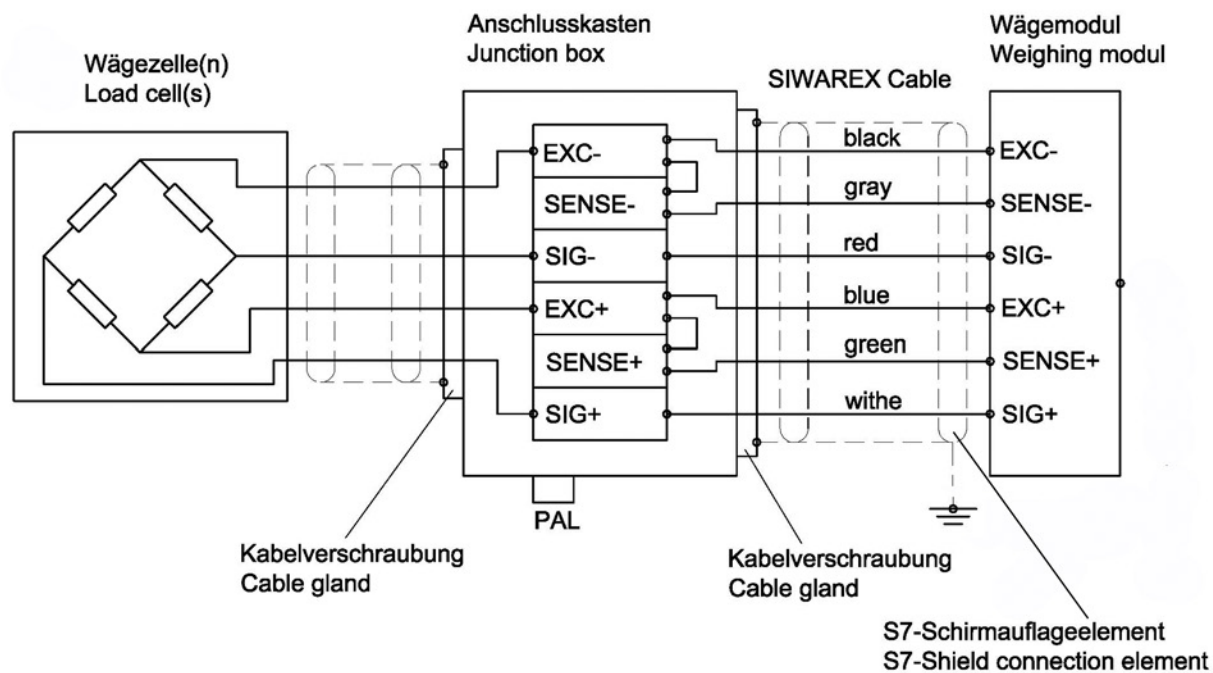 Wägezelle(n)
Load cell(s)
Anschlusskasten
Junction box
SIWAREX Cable
Wägemodul
Weighing modul
EXC-
SENSE-
SIG-
EXC+
SENSE+
SIG+
black
gray
red
blue
green
withe
EXC-
SENSE-
SIG-
EXC+
SENSE+
SIG+
PAL
Kabelverschraubung
Cable gland
Kabelverschraubung
Cable gland
S7-Schirmauflageelement
S7-Shield connection element